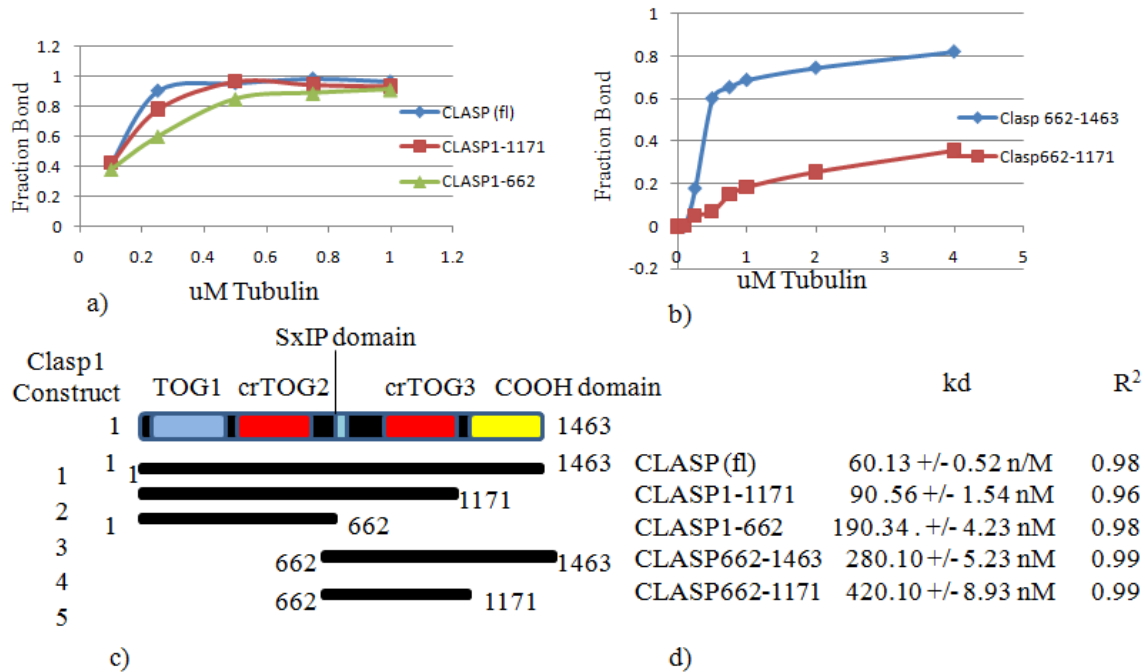 1.2
1
0.8
0.6
0.4
0.2
0
0 0.2 0.4 0.6 0.8 1 1.2
Fraction Bond
uM Tubulin
CLASP (fl)
CLASP1-1171
CLASP1-662
a)
1
0.8
0.6
0.4
0.2
0
-0.2
0 1 2 3 4 5
Fraction Bond
uM Tubulin
Clasp 662-1463
Clasp662-1171
b)
SxIP domain
Clasp1
Construct
TOG1 crTOG2 crTOG3 COOH domain
1 1463
1 1 1 1463
2 1171
3 1 662
4 662 1463
5 662 1171
c)
kd R²
CLASP (fl) 60.13 +/- 0.52 n/M 0.98
CLASP1-1171 90 .56 +/- 1.54 nM 0.96
CLASP1-662 190.34 . +/- 4.23 nM 0.98
CLASP662-1463 280.10 +/- 5.23 nM 0.99
CLASP662-1171 420.10 +/- 8.93 nM 0.99
d)